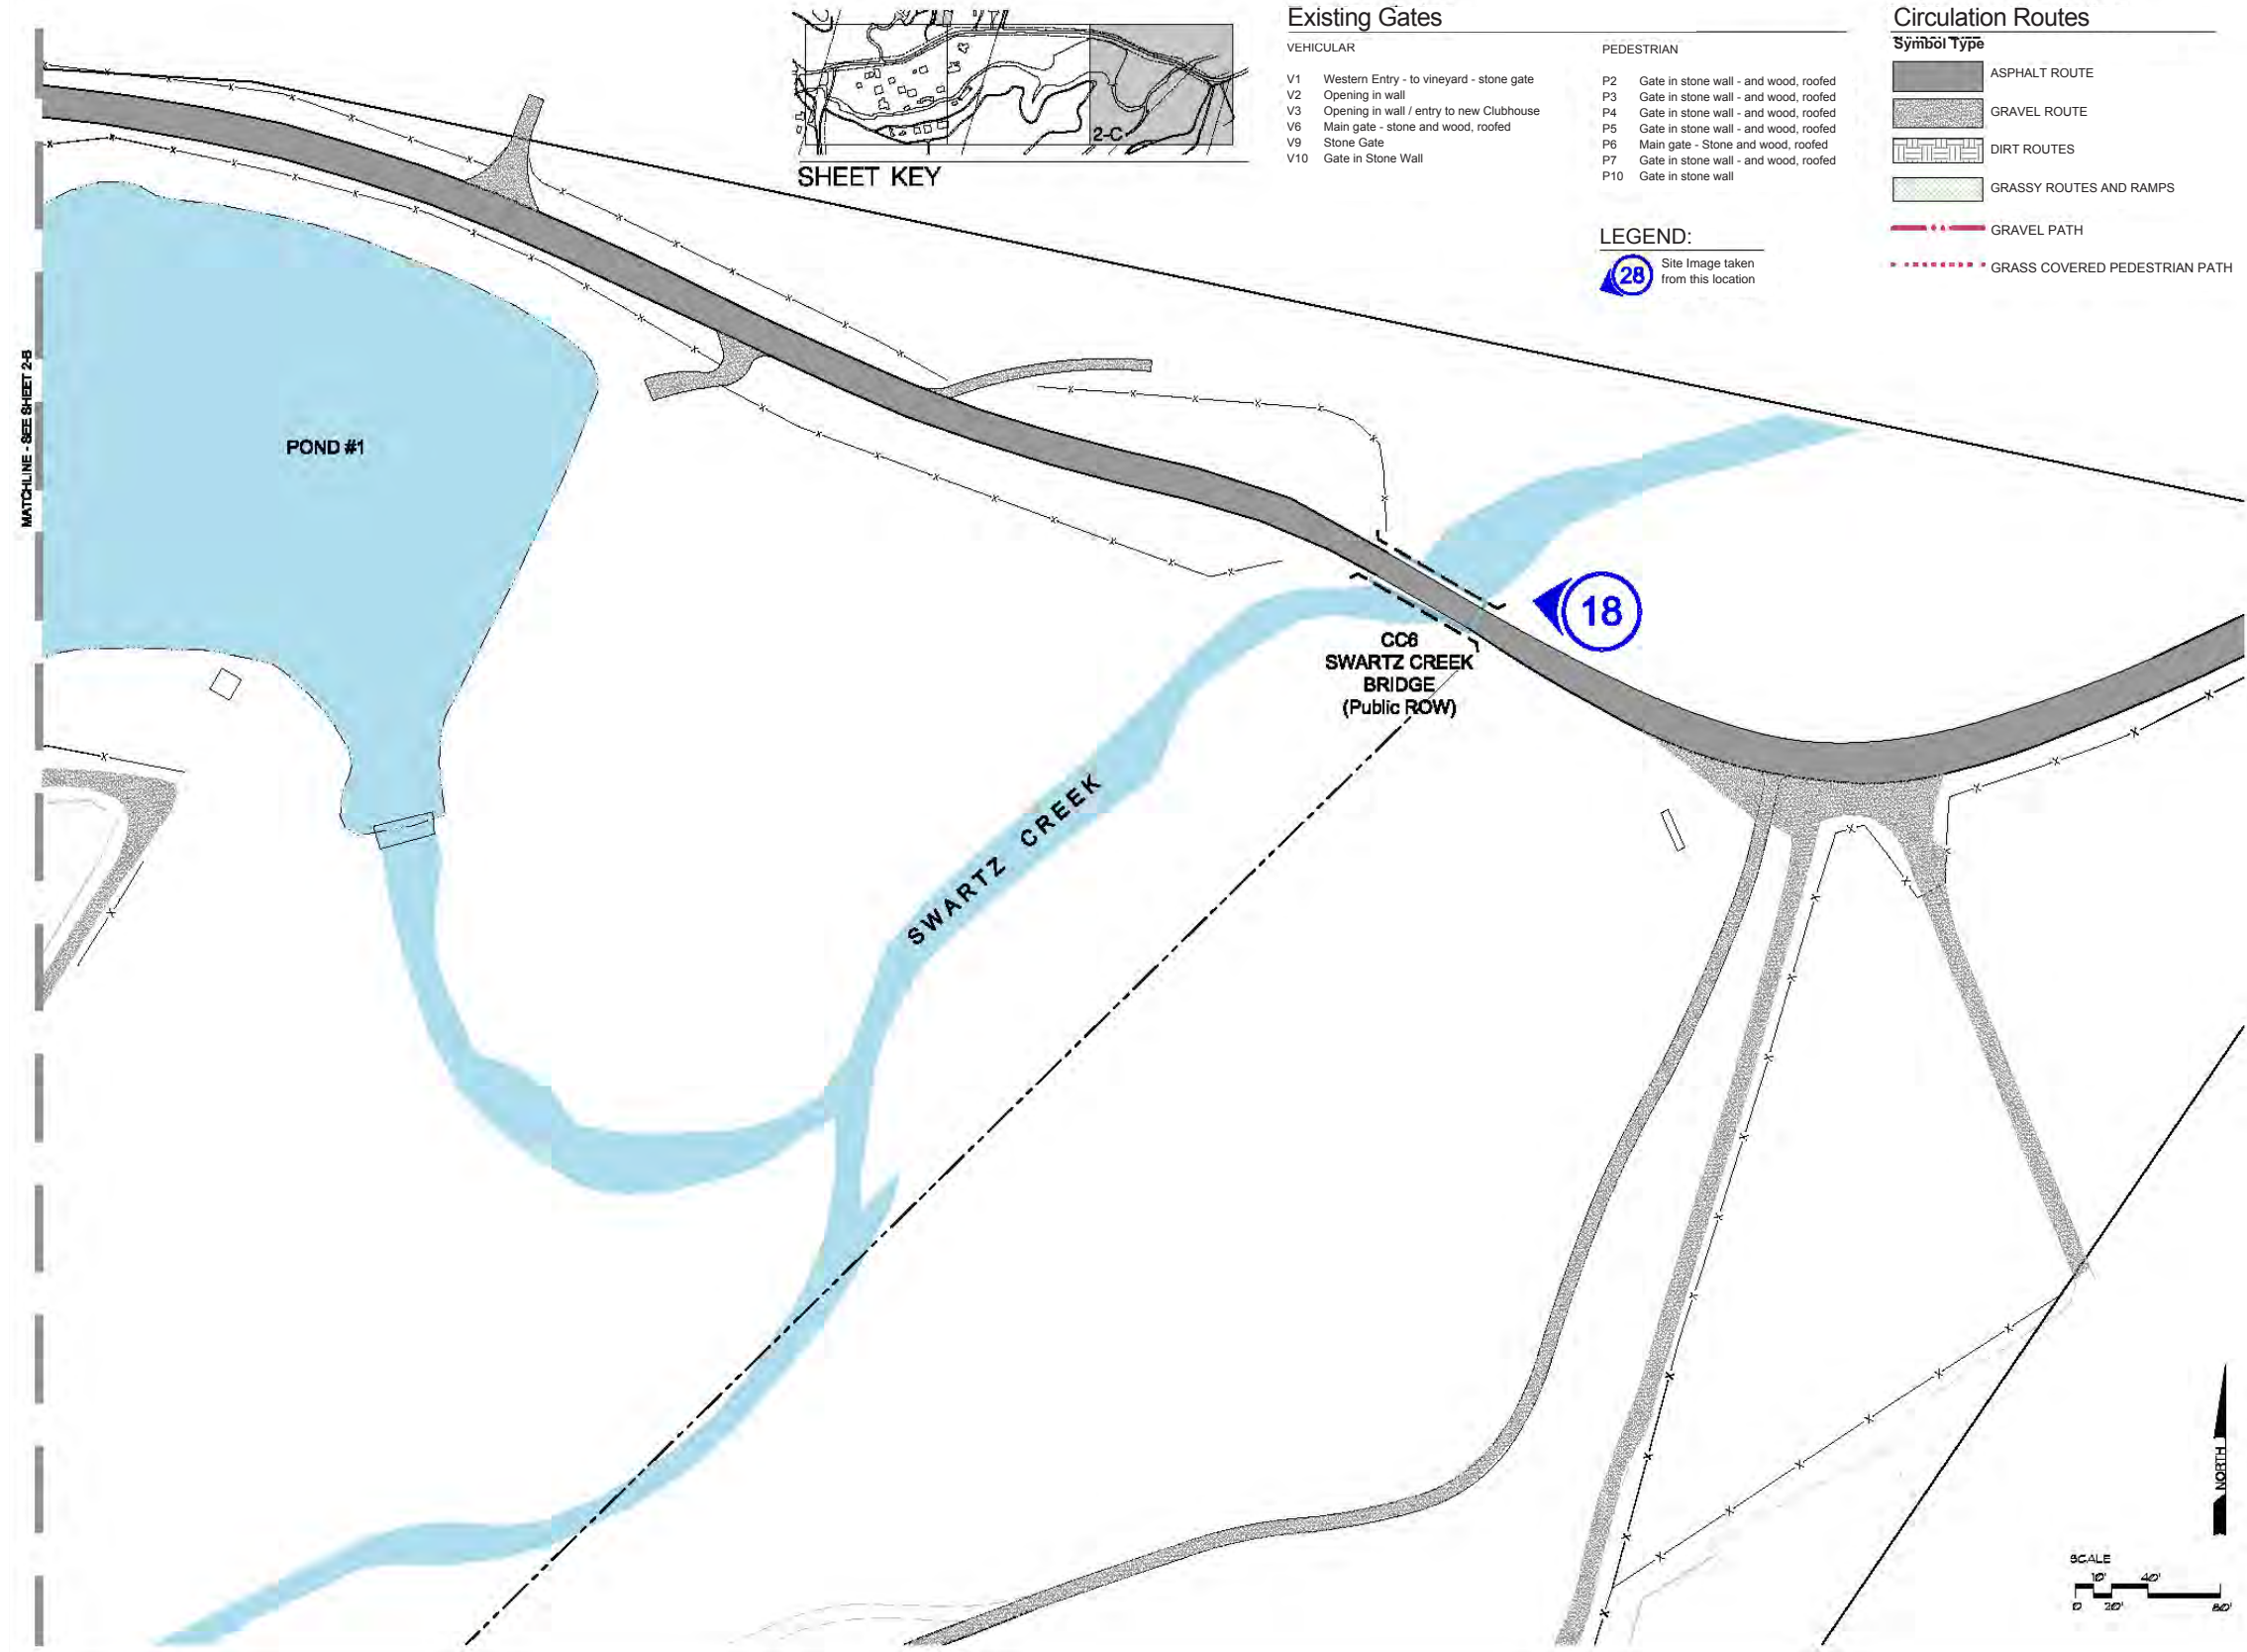 2-C
SHEET KEY
Existing Gates
VEHICULAR
V1 Western Entry - to vineyard - stone gate
V2 Opening in wall
V3 Opening in wall / entry to new Clubhouse
V6 Main gate - stone and wood, roofed
V9 Stone Gate
V10 Gate in Stone Wall
PEDESTRIAN
P2 Gate in stone wall - and wood, roofed
P3 Gate in stone wall - and wood, roofed
P4 Gate in stone wall - and wood, roofed
P5 Gate in stone wall - and wood, roofed
P6 Main gate - Stone and wood, roofed
P7 Gate in stone wall - and wood, roofed
P10 Gate in stone wall
LEGEND:
28
Site Image taken
from this location
Circulation Routes
Symbol Type
ASPHALT ROUTE
GRAVEL ROUTE
DIRT ROUTES
GRASSY ROUTES AND RAMPS
GRAVEL PATH
GRASS COVERED PEDESTRIAN PATH
MATCHLINE - SEE SHEET 2-B
POND #1
18
CC6
SWARTZ CREEK
BRIDGE
(Public ROW)
SWARTZ CREEK
NORTH
SCALE
10' 40'
0 20' 80'